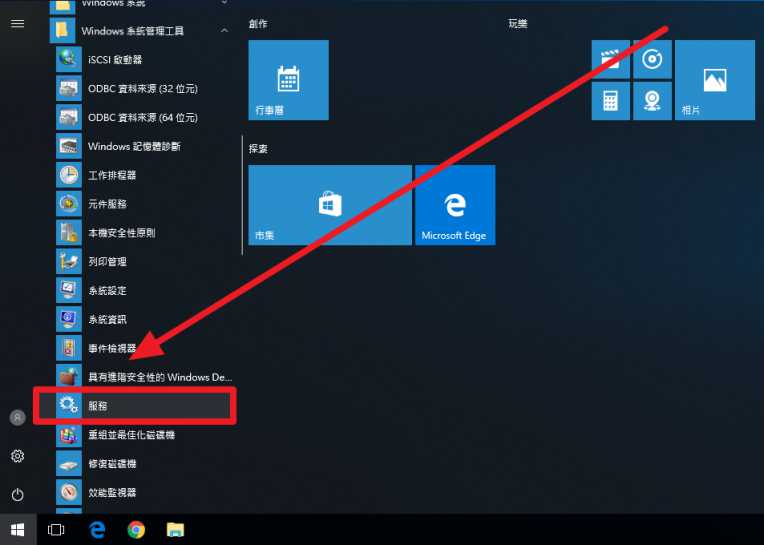 Windows 系統
Windows 系統管理工具
iSCSI 啟動器
ODBC 資料來源 (32 位元)
ODBC 資料來源 (64 位元)
Windows 記憶體診斷
工作排程器
元件服務
本機安全性原則
列印管理
系統設定
系統資訊
事件檢視器
具有進階安全性的 Windows De...
服務
重組並最佳化磁碟機
修復磁碟機
效能監視器
創作
行事曆
探索
市集
Microsoft Edge
玩樂
相片